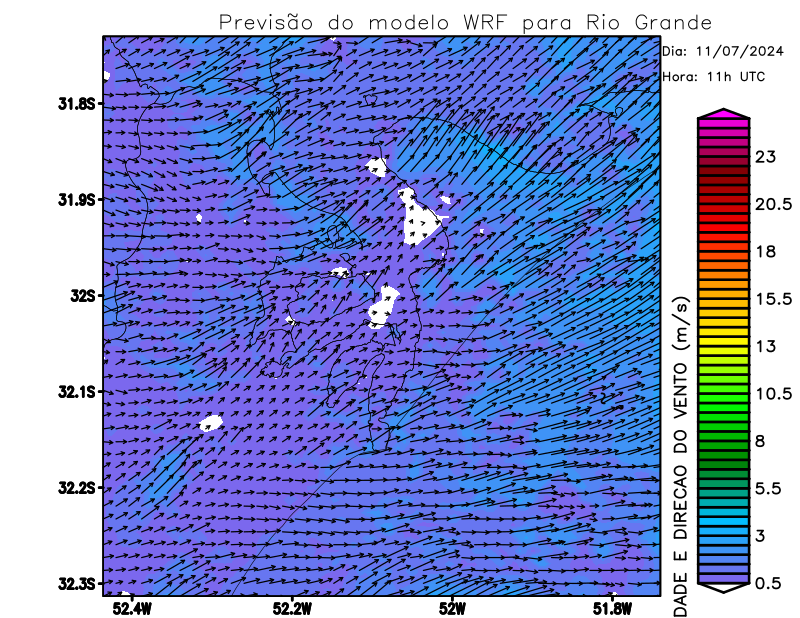 Previsão do modelo WRF para Rio Grande
Dia: 11/07/2024
Hora: 11h UTC
31.8S
31.9S
32S
32.1S
32.2S
32.3S
52.4W
52.2W
52W
51.8W
23
20.5
18
15.5
13
10.5
8
5.5
3
0.5
DADE E DIRECAO DO VENTO (m/s)